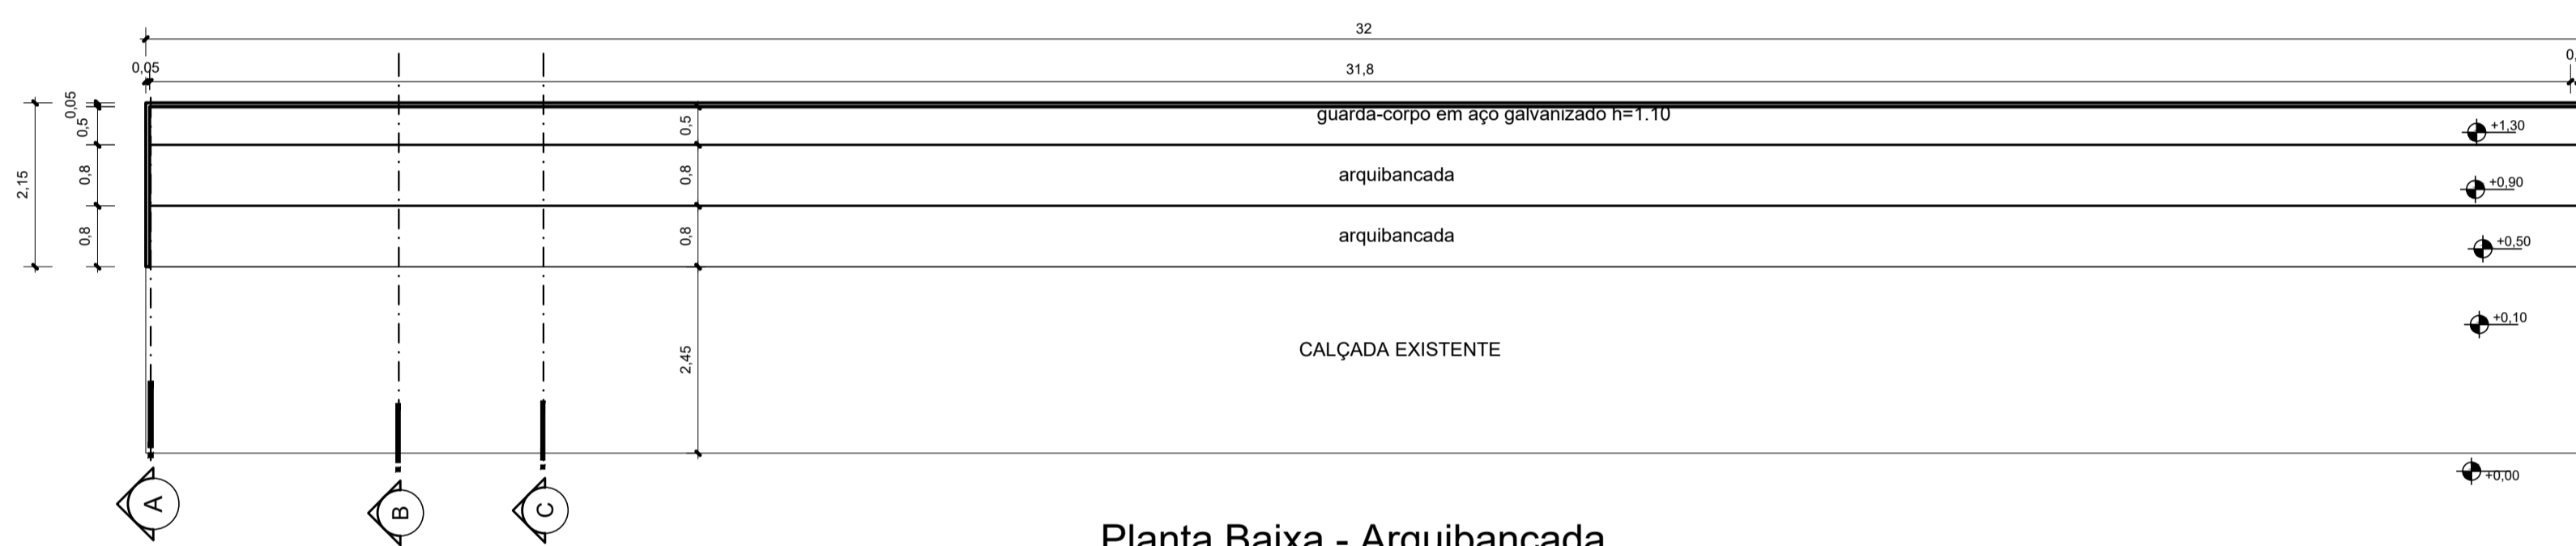 32
0,05
31,8
0,
0,05
0,5
0,8
0,8
2,15
0,5
0,8
0,8
2,45
guarda-corpo em aço galvanizado h=1.10
+1,30
arquibancada
+0,90
arquibancada
+0,50
+0,10
CALÇADA EXISTENTE
+0,00
A
B
C
Planta Baixa - Arquibancada